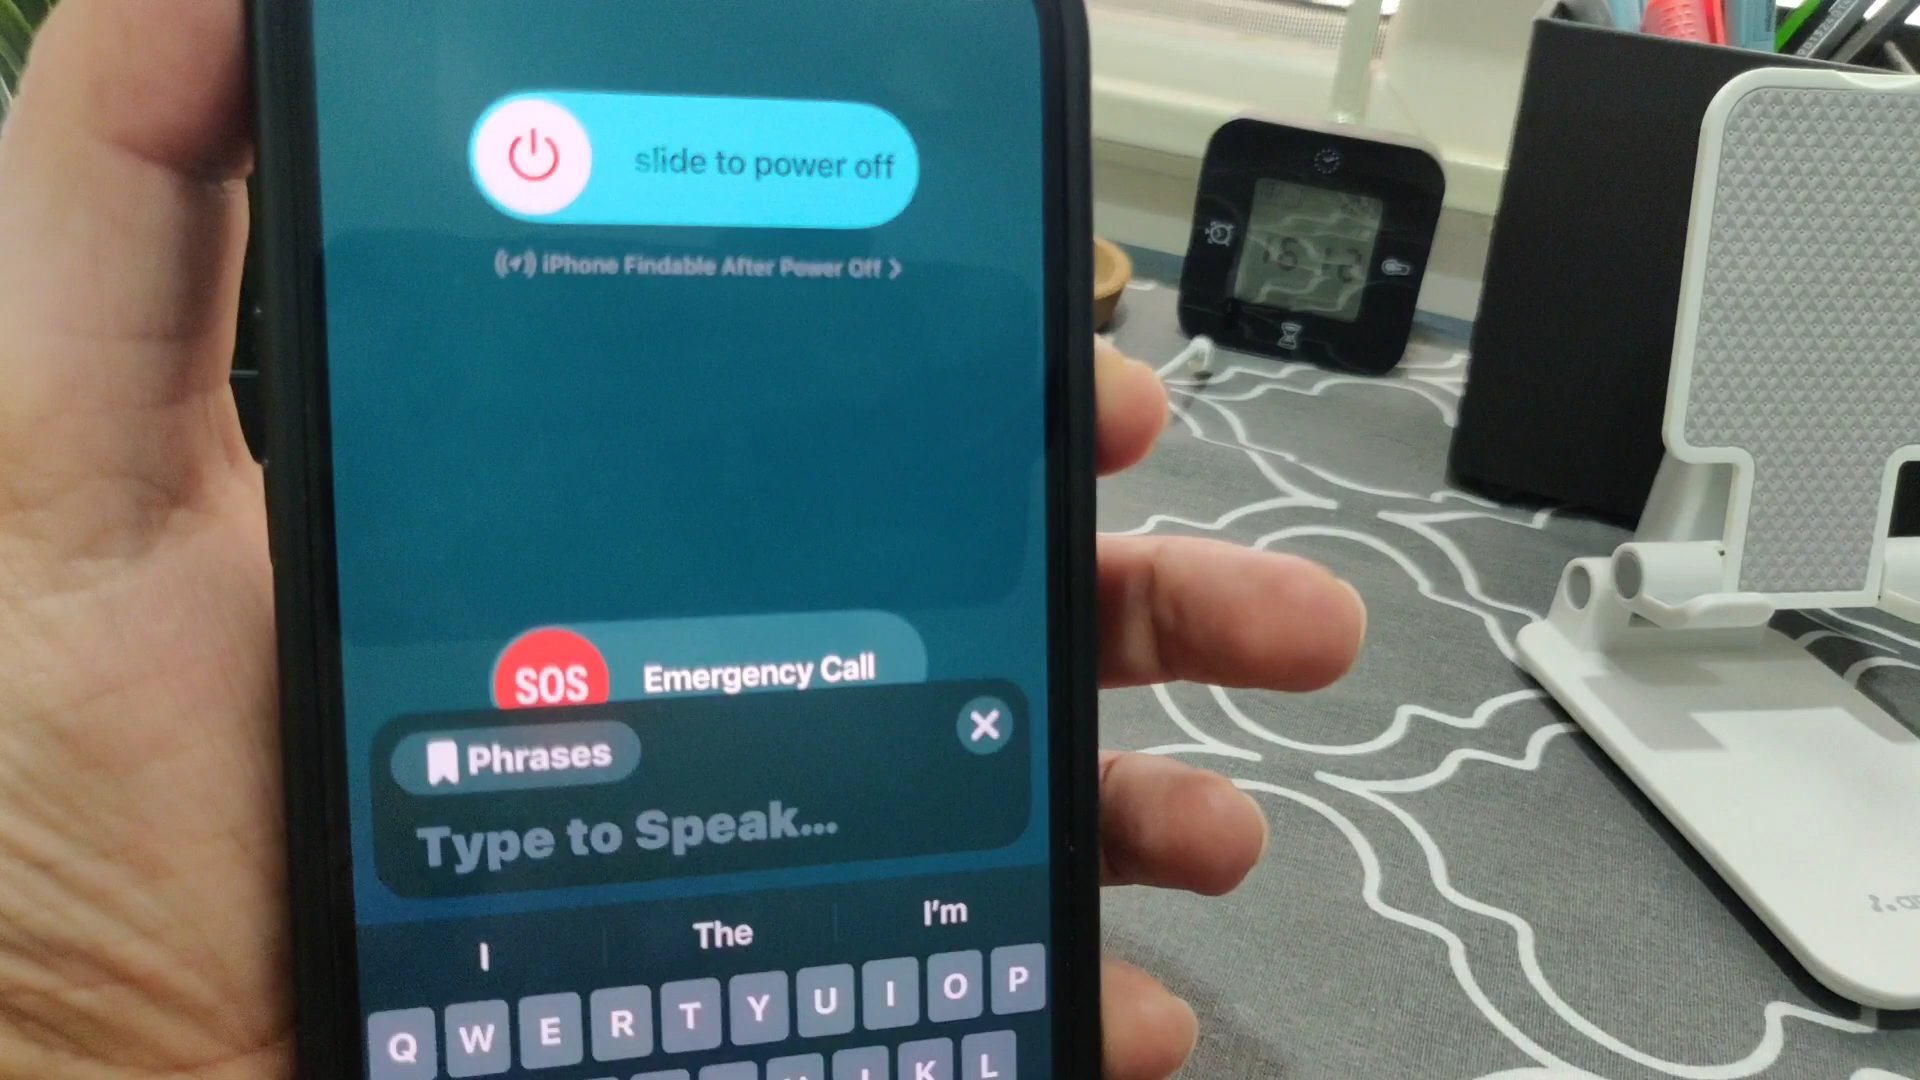 slide to power off
iPhone Findable After Power Off
SOS Emergency Call
Phrases
Type to Speak...
I The I'm
Q W E R T Y U I O P
K L